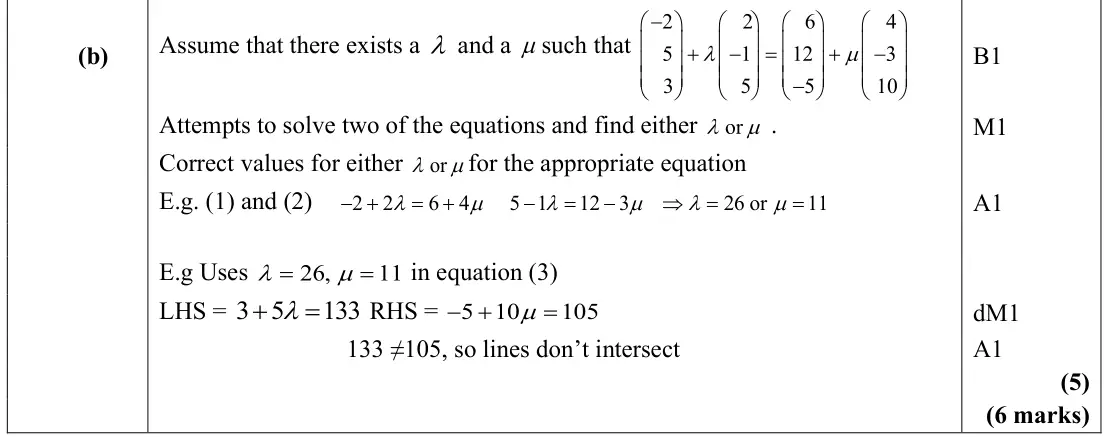 (b) Assume that there exists a λ and a μ such that (−2 5 3) + λ(2 −1 5) = (6 12 −5) + μ(4 −3 10) B1
Attempts to solve two of the equations and find either λ or μ . M1
Correct values for either λ or μ for the appropriate equation
E.g. (1) and (2) −2 + 2λ = 6 + 4μ 5 − 1λ = 12 − 3μ ⇒ λ = 26 or μ = 11 A1
E.g Uses λ = 26, μ = 11 in equation (3)
LHS = 3 + 5λ = 133 RHS = −5 + 10μ = 105 dM1
133 ≠105, so lines don’t intersect A1
(5)
(6 marks)